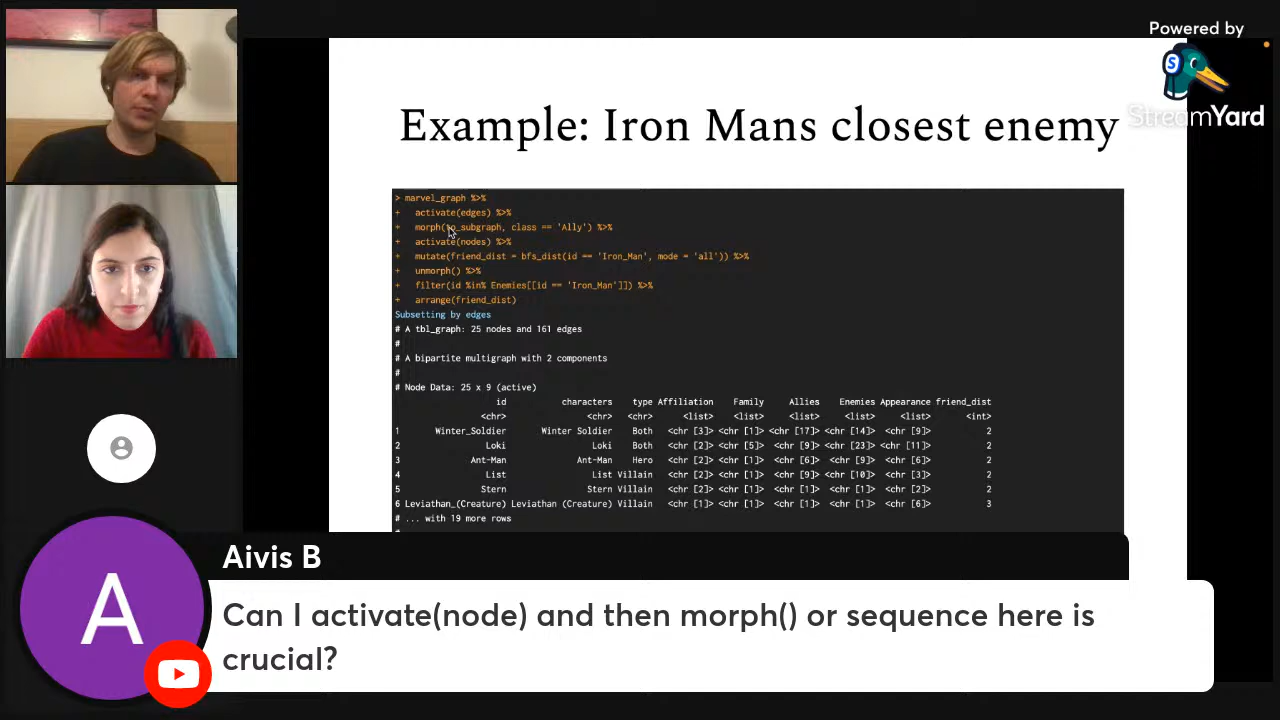 Powered by
S
StreamYard
Example: Iron Mans closest enemy
> marvel_graph %>%
+ activate(edges) %>%
+ morph(to_subgraph, class == 'Ally') %>%
+ activate(nodes) %>%
+ mutate(friend_dist = bfs_dist(id == 'Iron_Man', mode = 'all')) %>%
+ unmorph() %>%
+ filter(id %in% Enemies[[id == 'Iron_Man']]) %>%
+ arrange(friend_dist)
Subsetting by edges
# A tbl_graph: 25 nodes and 161 edges
#
# A bipartite multigraph with 2 components
#
# Node Data: 25 x 9 (active)
id characters type Affiliation Family Allies Enemies Appearance friend_dist
<chr> <chr> <chr> <list> <list> <list> <list> <list> <int>
1 Winter_Soldier Winter Soldier Both <chr [3]> <chr [1]> <chr [17]> <chr [14]> <chr [9]> 2
2 Loki Loki Both <chr [2]> <chr [5]> <chr [9]> <chr [23]> <chr [11]> 2
3 Ant-Man Ant-Man Hero <chr [2]> <chr [1]> <chr [6]> <chr [9]> <chr [6]> 2
4 List List Villain <chr [2]> <chr [1]> <chr [9]> <chr [10]> <chr [3]> 2
5 Stern Stern Villain <chr [2]> <chr [1]> <chr [1]> <chr [1]> <chr [2]> 2
6 Leviathan_(Creature) Leviathan (Creature) Villain <chr [1]> <chr [1]> <chr [1]> <chr [1]> <chr [6]> 3
# ... with 19 more rows
#
A
Aivis B
Can I activate(node) and then morph() or sequence here is
crucial?